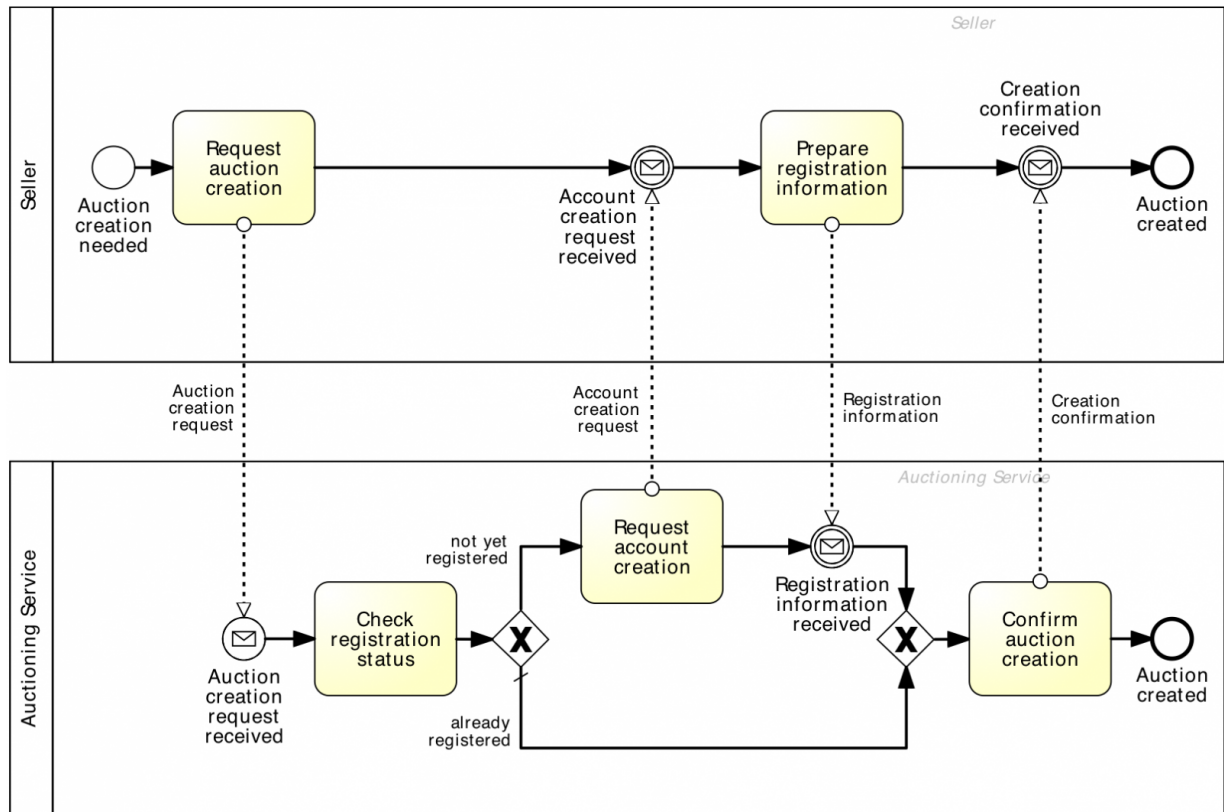 Seller
Seller
Auction
creation
needed
Request
auction
creation
Account
creation
request
received
Prepare
registration
information
Creation
confirmation
received
Auction
created
Auction
creation
request
Account
creation
request
Registration
information
Creation
confirmation
Auctioning Service
Auctioning Service
Auction
creation
request
received
Check
registration
status
not yet
registered
already
registered
X
Request
account
creation
Registration
information
received
X
Confirm
auction
creation
Auction
created